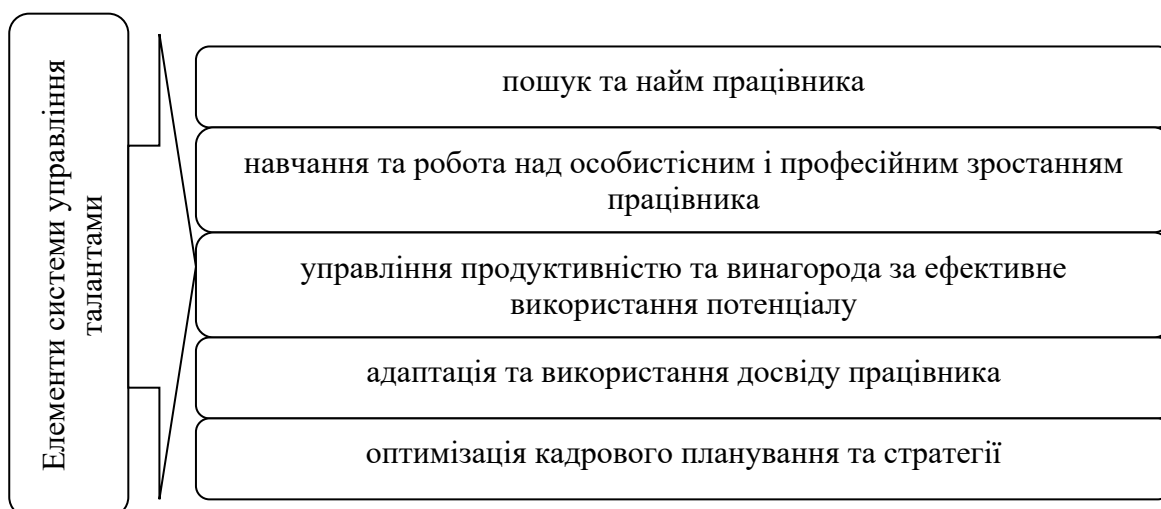 Елементи системи управління
талантами
пошук та найм працівника
навчання та робота над особистісним і професійним зростанням
працівника
управління продуктивністю та винагорода за ефективне
використання потенціалу
адаптація та використання досвіду працівника
оптимізація кадрового планування та стратегії